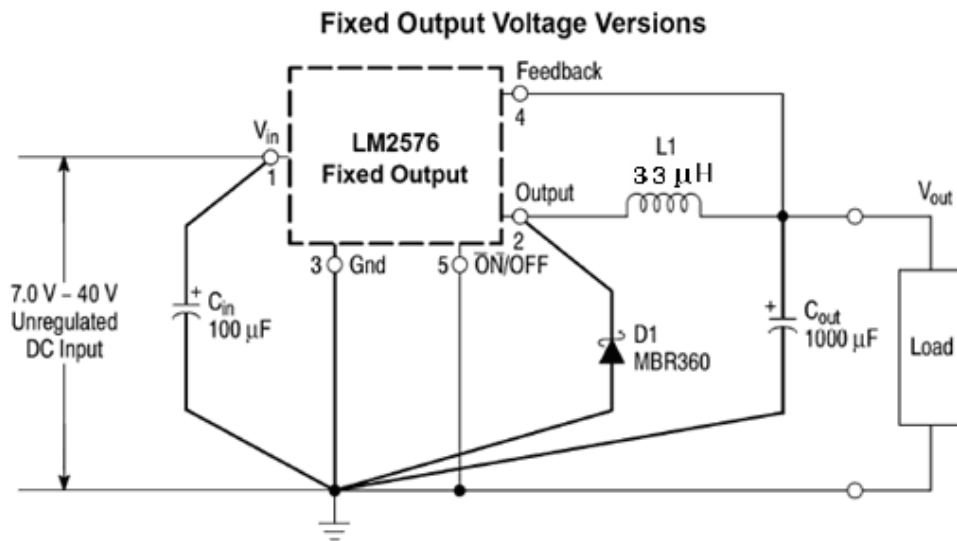 Fixed Output Voltage Versions
Feedback
4
Vin
1
LM2576
Fixed Output
L1
33 µH
Output
2
Vout
3 Gnd
5 ON/OFF
7.0 V – 40 V
Unregulated
DC Input
+
Cin
100 µF
D1
MBR360
+
Cout
1000 µF
Load